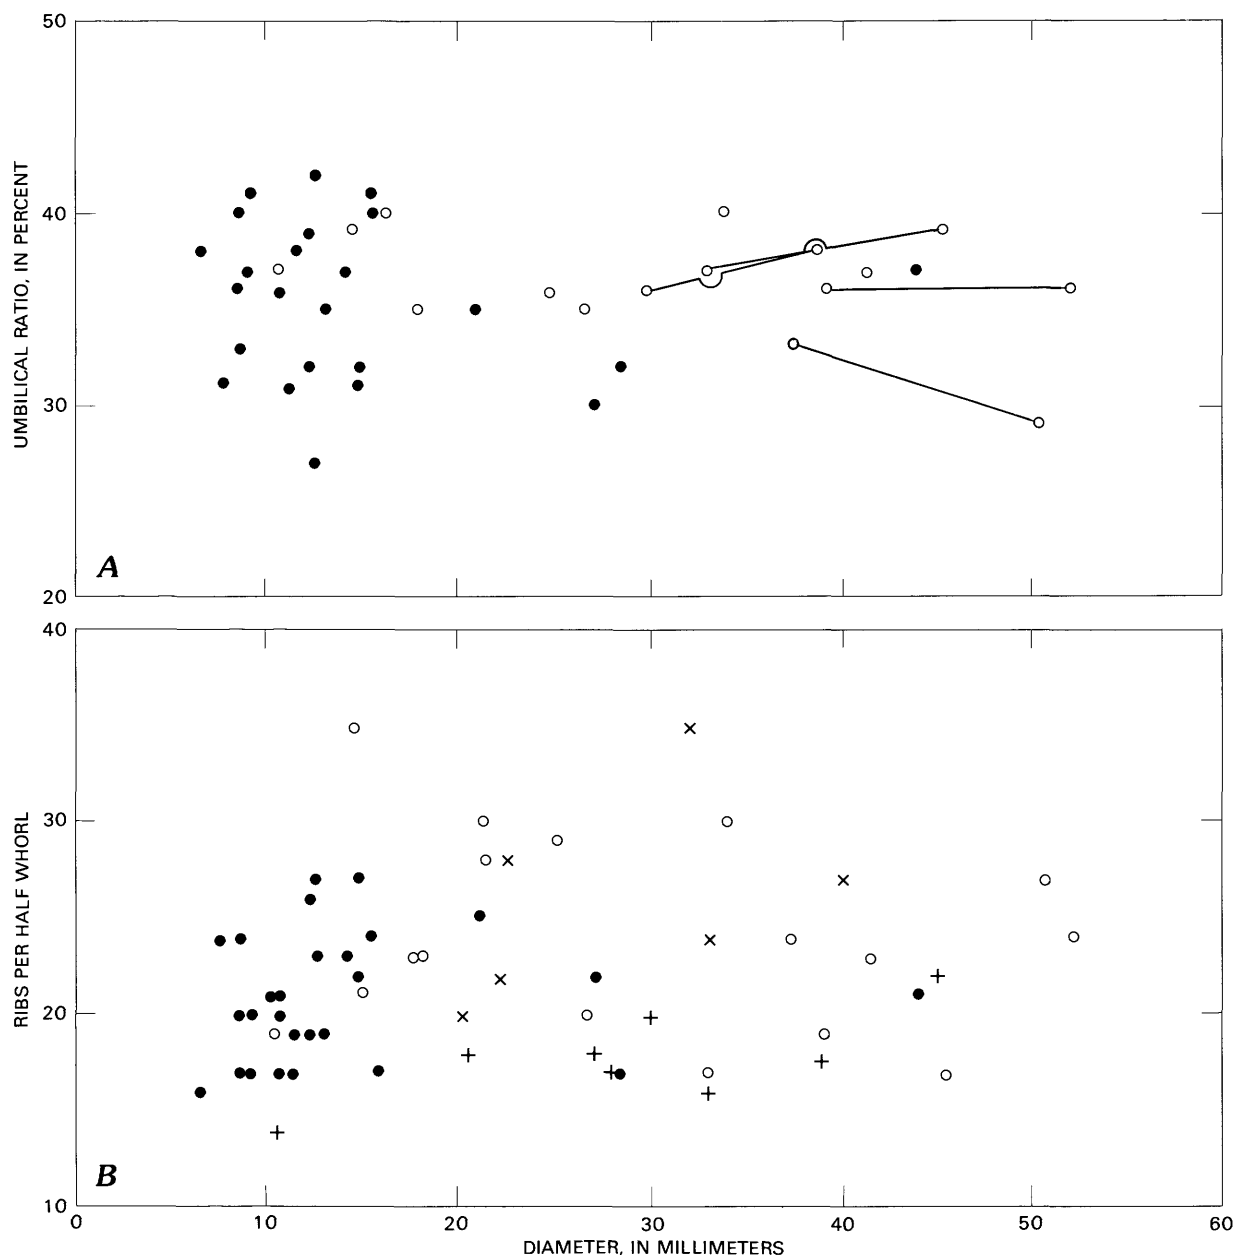 50
40
30
20
UMBILICAL RATIO, IN PERCENT
A
40
30
20
10
RIBS PER HALF WHORL
B
0 10 20 30 40 50 60
DIAMETER, IN MILLIMETERS